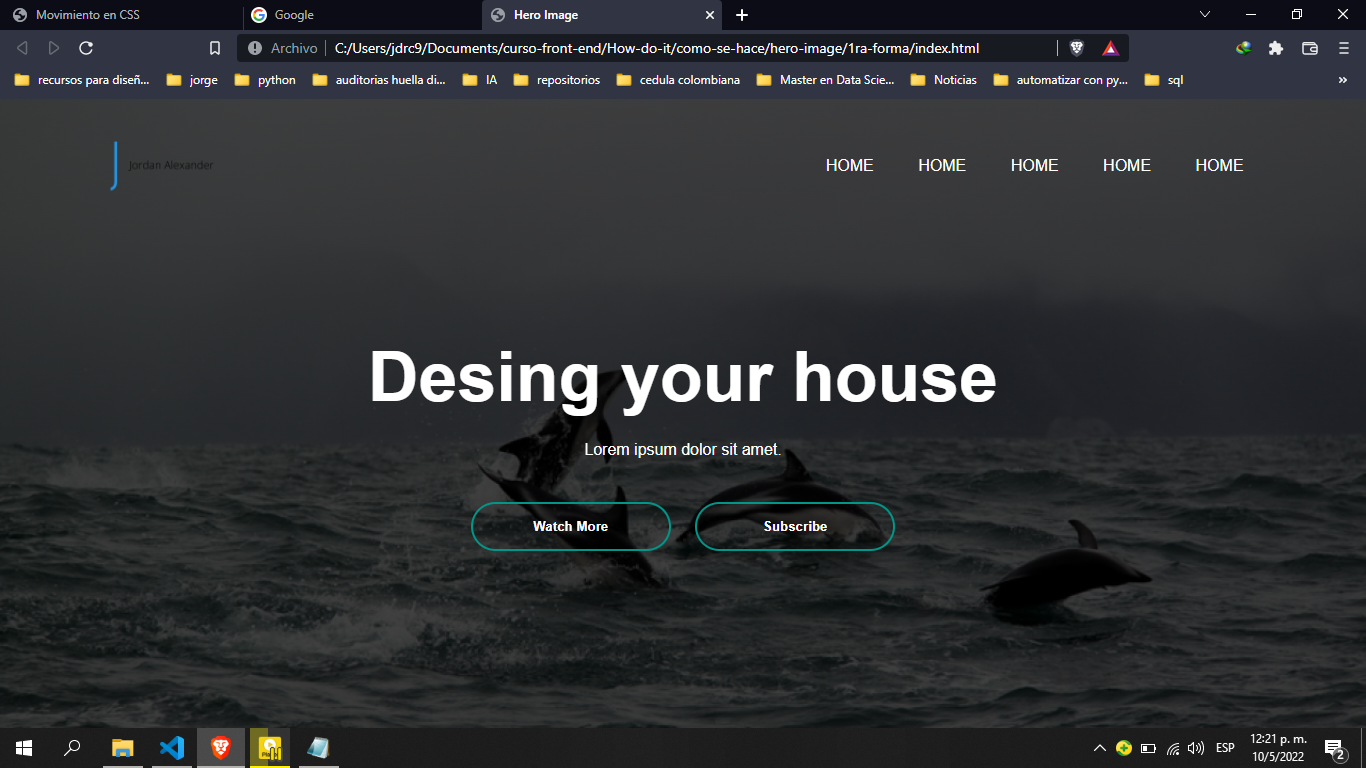 Movimiento en CSS
Google
Hero Image
Archivo
C:/Users/jdrc9/Documents/curso-front-end/How-do-it/como-se-hace/hero-image/1ra-forma/index.html
recursos para diseñ... jorge python auditorias huella di... IA repositorios cedula colombiana Master en Data Scie... Noticias automatizar con py... sql »
J Jordan Alexander
HOME HOME HOME HOME HOME
Desing your house
Lorem ipsum dolor sit amet.
Watch More Subscribe
ESP
12:21 p. m.
10/5/2022
2